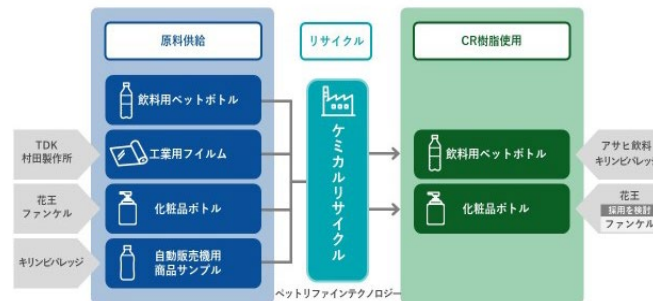 原料供給
リサイクル
CR樹脂使用
飲料用ペットボトル
TDK
村田製作所
工業用フイルム
花王
ファンケル
化粧品ボトル
キリンビバレッジ
自動販売機用
商品サンプル
ケミカルリサイクル
ペットリファインテクノロジー
飲料用ペットボトル
アサヒ飲料
キリンビバレッジ
化粧品ボトル
花王
採用を検討
ファンケル